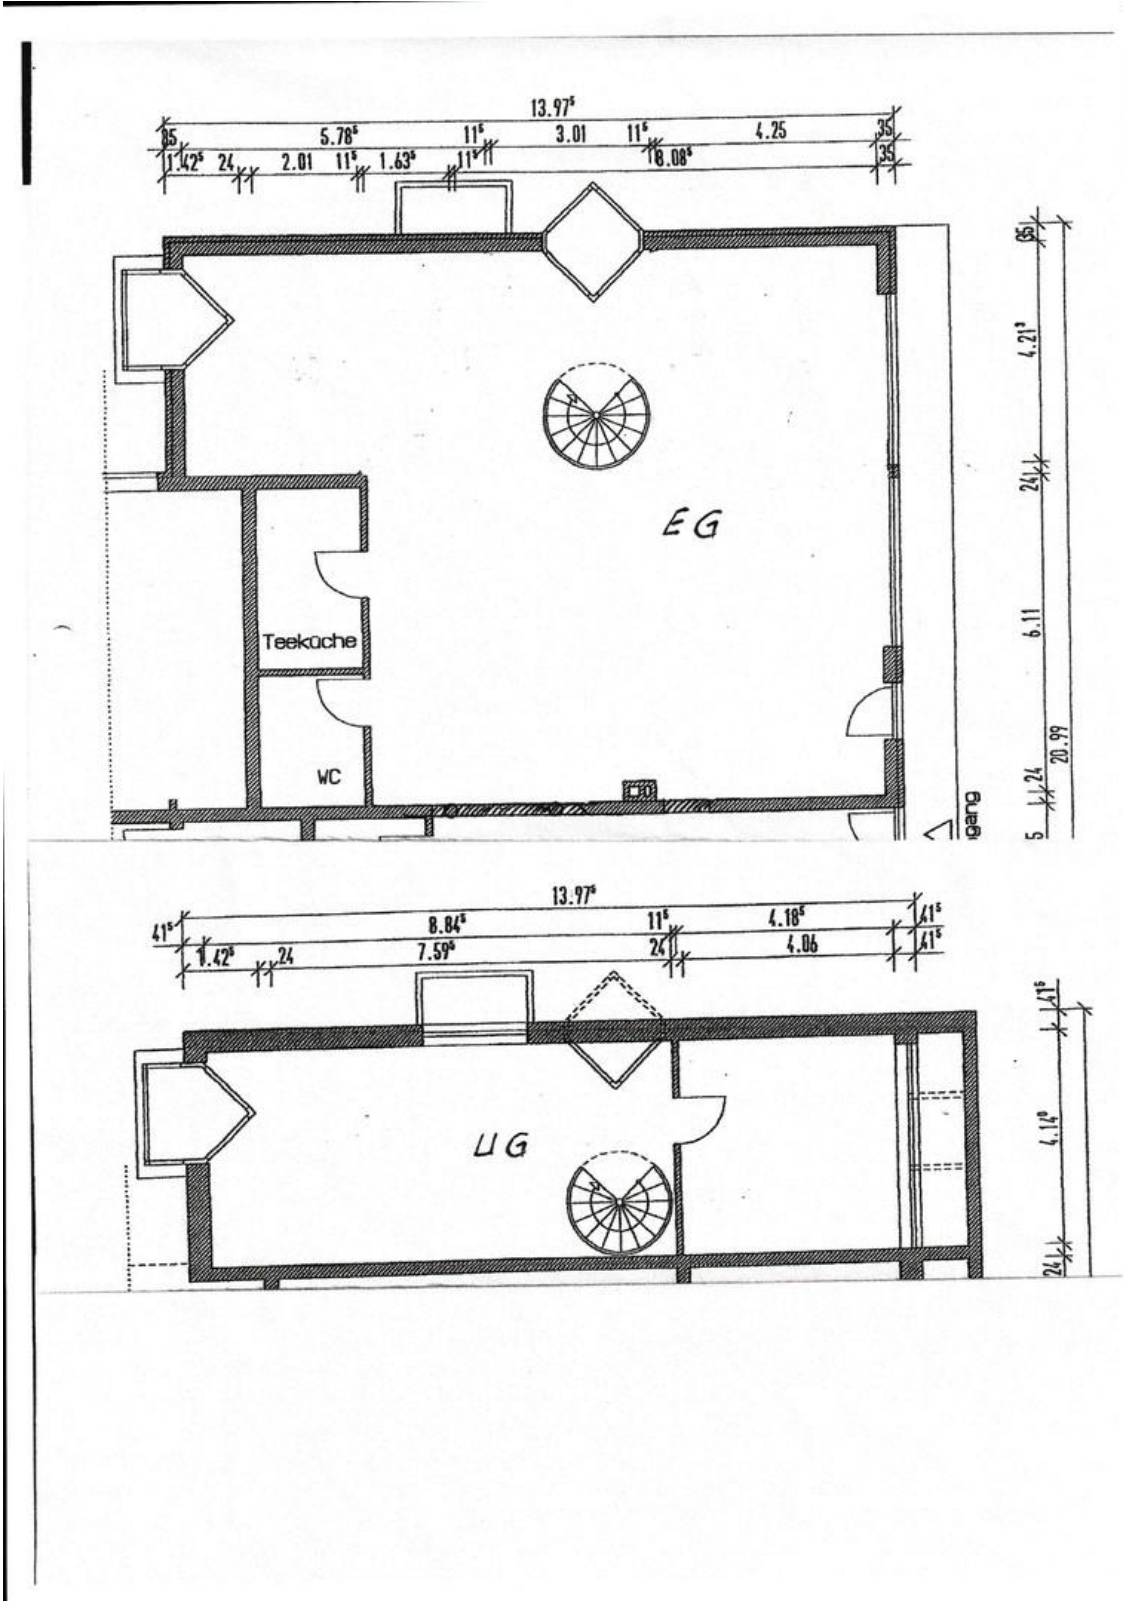 13.97⁵
35 5.78⁵ 11⁵ 3.01 11⁵ 4.25 35
1.42⁵ 24 2.01 11⁵ 1.63⁵ 11⁵ 8.08⁵ 35
35
4.21³
24
EG
6.11
Teeküche
20.99
24
WC
5
gang
13.97⁵
41⁵ 8.84⁵ 11⁵ 4.18⁵ 41⁵
1.42⁵ 24 7.59⁵ 24 4.06 41⁵
41⁵
4.14⁰
UG
24